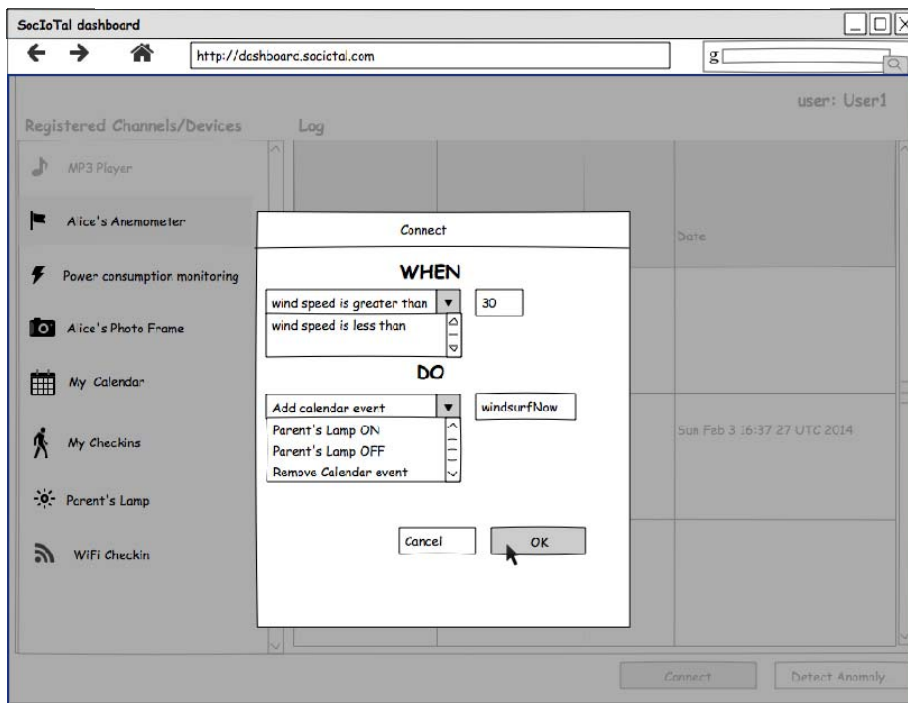 SocIoTal dashboard
http://dashboard.socictal.com
g
user: User1
Registered Channels/Devices
Log
MP3 Player
Alice's Anemometer
Power consumption monitoring
Alice's Photo Frame
My Calendar
My Checkins
Parent's Lamp
WiFi Checkin
Date
Sun Feb 3 16:37 27 UTC 2014
Connect
WHEN
wind speed is greater than 30
wind speed is less than
DO
Add calendar event windsurfNow
Parent's Lamp ON
Parent's Lamp OFF
Remove Calendar event
Cancel OK
Connect Detect Anomaly